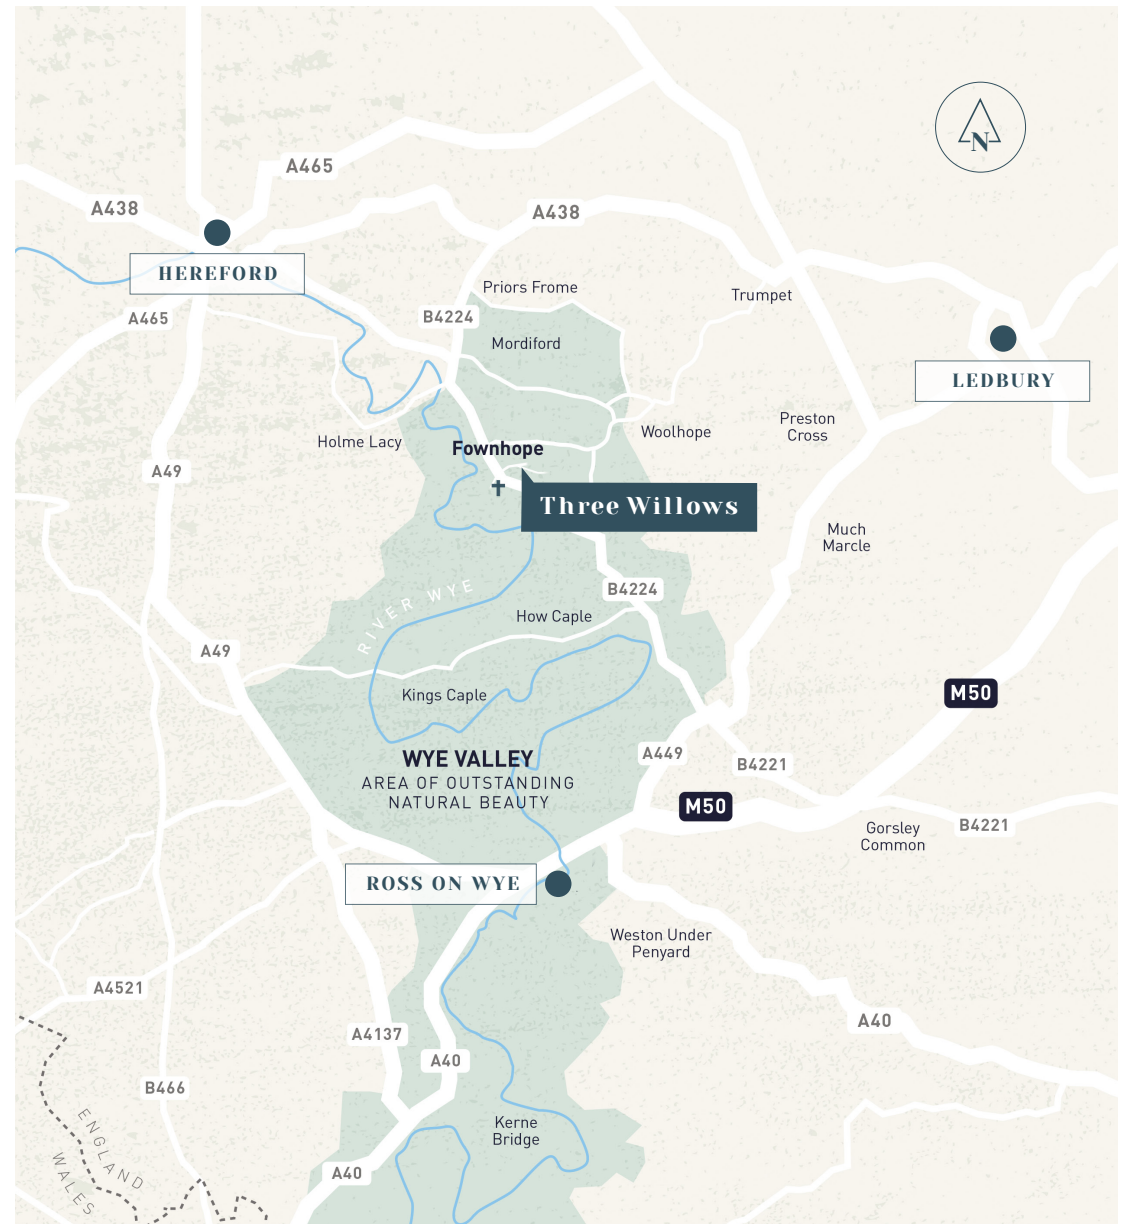 N
A465
A438
A438
HEREFORD
Priors Frome
Trumpet
A465
B4224
Mordiford
LEDBURY
Preston
Cross
Woolhope
Holme Lacy
Fownhope
A49
Three Willows
Much
Marcle
RIVER WYE
B4224
How Caple
A49
Kings Caple
M50
WYE VALLEY
AREA OF OUTSTANDING
NATURAL BEAUTY
A449
B4221
M50
Gorsley
Common
B4221
ROSS ON WYE
Weston Under
Penyard
A4521
A40
A4137
A40
B466
ENGLAND
WALES
Kerne
Bridge
A40